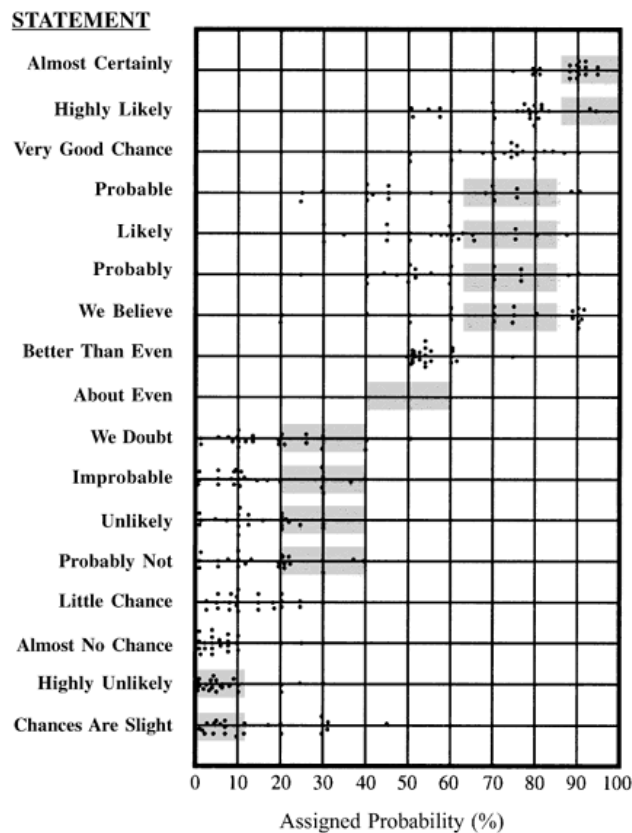 STATEMENT
Almost Certainly
Highly Likely
Very Good Chance
Probable
Likely
Probably
We Believe
Better Than Even
About Even
We Doubt
Improbable
Unlikely
Probably Not
Little Chance
Almost No Chance
Highly Unlikely
Chances Are Slight
0 10 20 30 40 50 60 70 80 90 100
Assigned Probability (%)